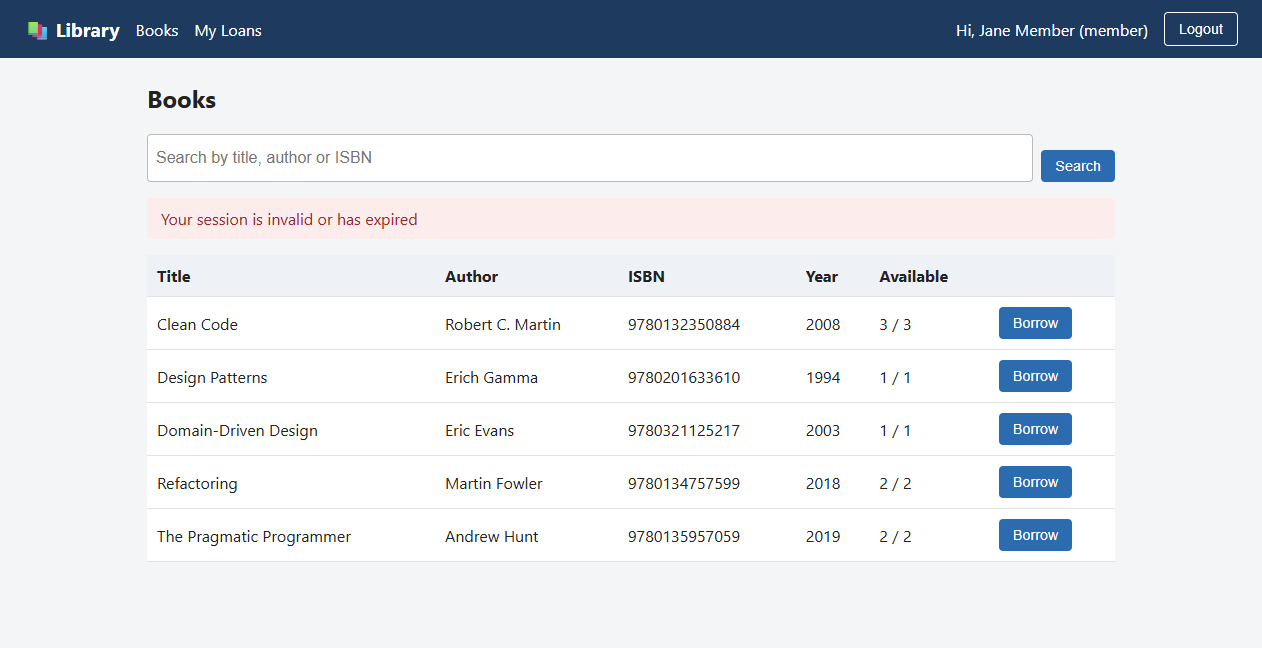 Library Books My Loans Hi, Jane Member (member) Logout
Books
Search by title, author or ISBN Search
Your session is invalid or has expired
Title Author ISBN Year Available
Clean Code Robert C. Martin 9780132350884 2008 3 / 3 Borrow
Design Patterns Erich Gamma 9780201633610 1994 1 / 1 Borrow
Domain-Driven Design Eric Evans 9780321125217 2003 1 / 1 Borrow
Refactoring Martin Fowler 9780134757599 2018 2 / 2 Borrow
The Pragmatic Programmer Andrew Hunt 9780135957059 2019 2 / 2 Borrow